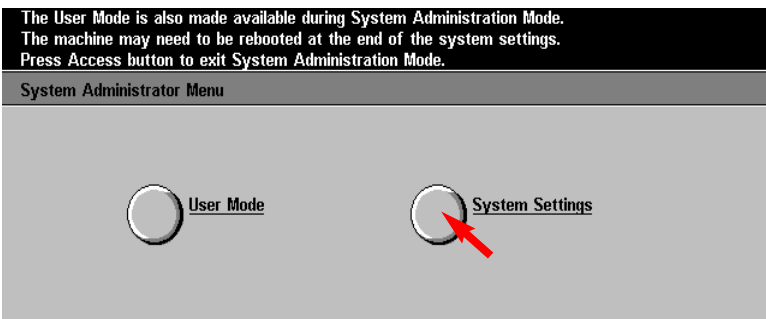 The User Mode is also made available during System Administration Mode.
The machine may need to be rebooted at the end of the system settings.
Press Access button to exit System Administration Mode.
System Administrator Menu
User Mode
System Settings